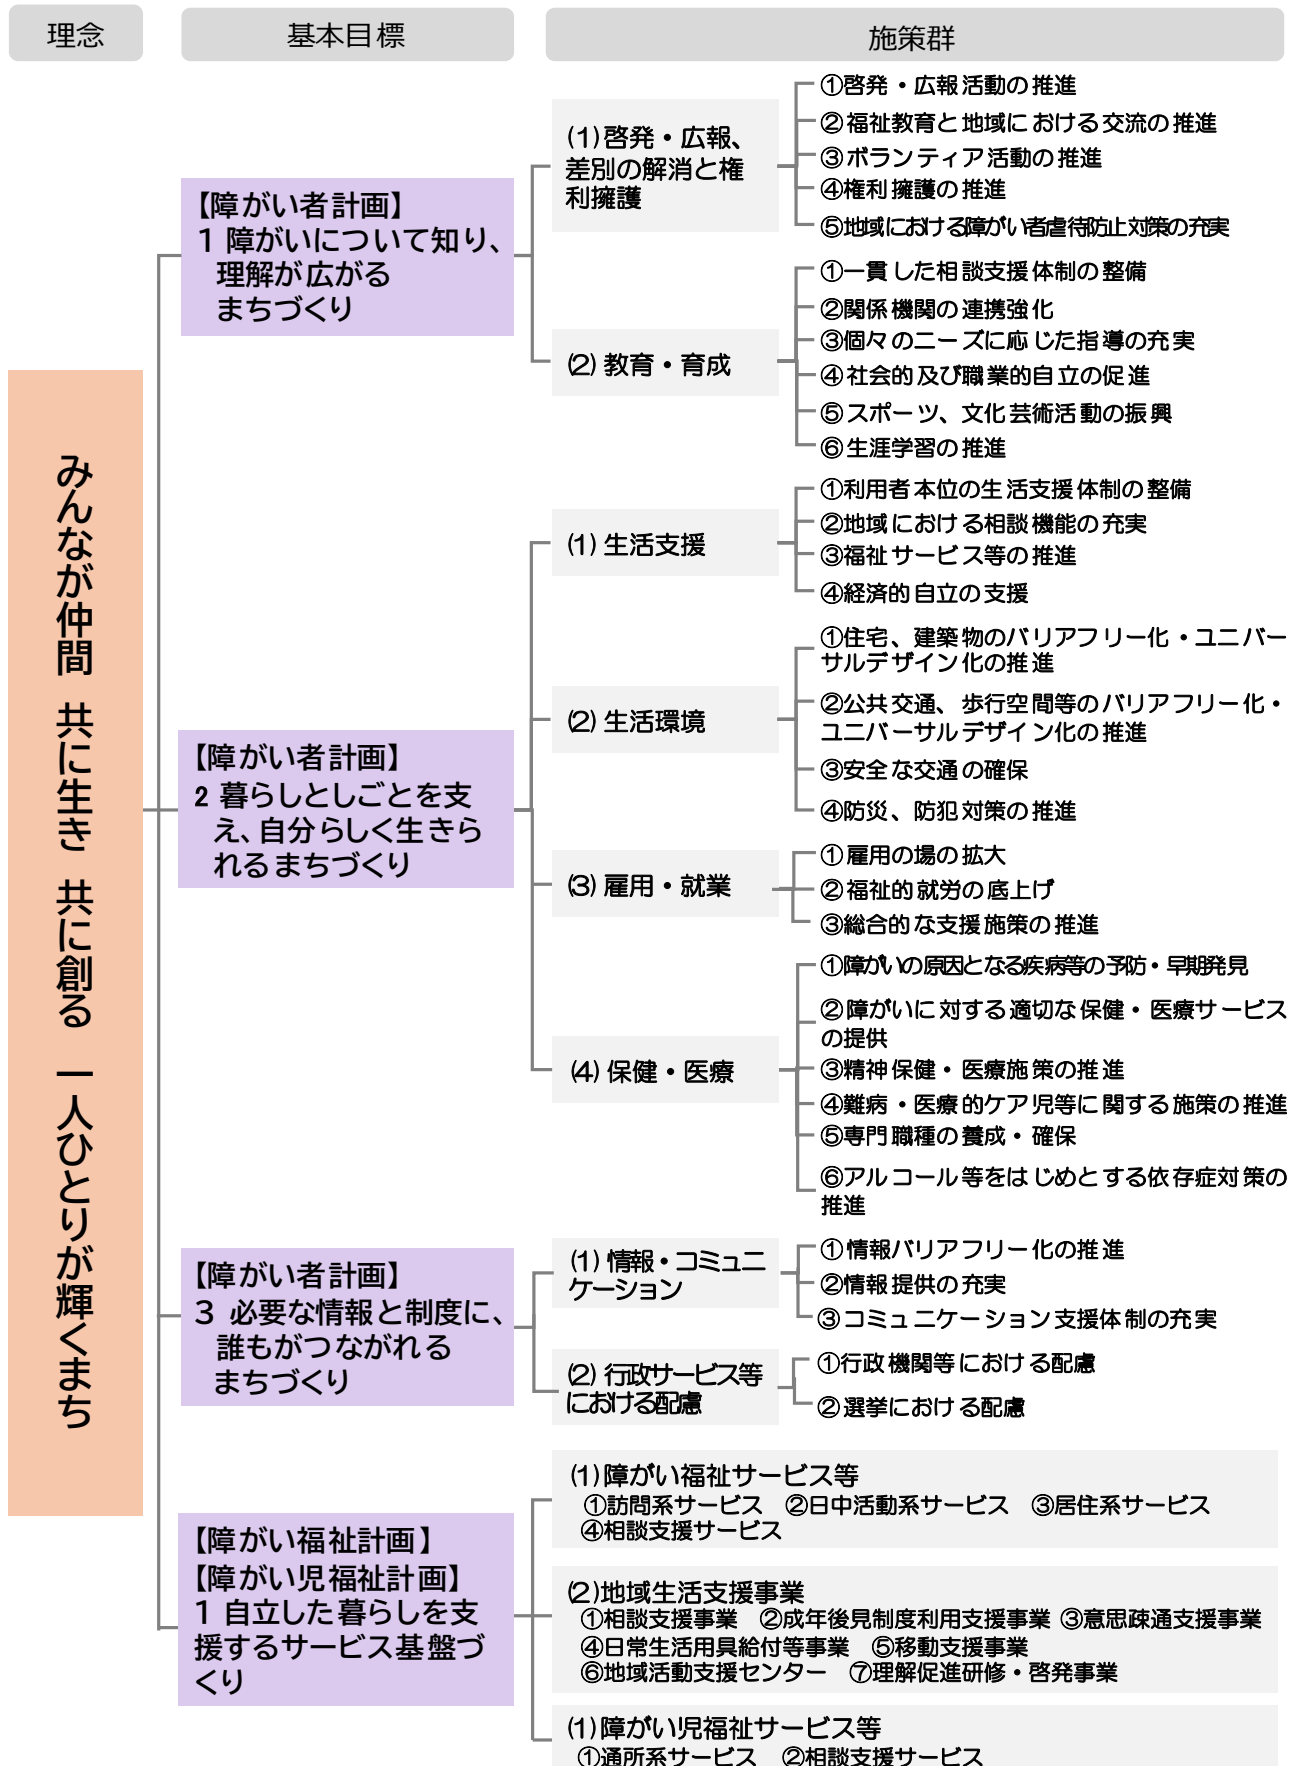 理念
基本目標
施策群
みんなが仲間 共に生き 共に創る 一人ひとりが輝くまち
【障がい者計画】
1 障がいについて知り、
理解が広がる
まちづくり
(1)啓発・広報、
差別の解消と権
利擁護
①啓発・広報活動の推進
②福祉教育と地域における交流の推進
③ボランティア活動の推進
④権利擁護の推進
⑤地域における障がい者虐待防止対策の充実
(2)教育・育成
①一貫した相談支援体制の整備
②関係機関の連携強化
③個々のニーズに応じた指導の充実
④社会的及び職業的自立の促進
⑤スポーツ、文化芸術活動の振興
⑥生涯学習の推進
【障がい者計画】
2 暮らしとしごとを支
え、自分らしく生きら
れるまちづくり
(1)生活支援
①利用者本位の生活支援体制の整備
②地域における相談機能の充実
③福祉サービス等の推進
④経済的自立の支援
(2)生活環境
①住宅、建築物のバリアフリー化・ユニバー
サルデザイン化の推進
②公共交通、歩行空間等のバリアフリー化・
ユニバーサルデザイン化の推進
③安全な交通の確保
④防災、防犯対策の推進
(3)雇用・就業
①雇用の場の拡大
②福祉的就労の底上げ
③総合的な支援施策の推進
(4)保健・医療
①障がいの原因となる疾病等の予防・早期発見
②障がいに対する適切な保健・医療サービス
の提供
③精神保健・医療施策の推進
④難病・医療的ケア児等に関する施策の推進
⑤専門職種の養成・確保
⑥アルコール等をはじめとする依存症対策の
推進
【障がい者計画】
3 必要な情報と制度に、
誰もがつながれる
まちづくり
(1)情報・コミュニ
ケーション
①情報バリアフリー化の推進
②情報提供の充実
③コミュニケーション支援体制の充実
(2)行政サービス等
における配慮
①行政機関等における配慮
②選挙における配慮
【障がい福祉計画】
【障がい児福祉計画】
1 自立した暮らしを支
援するサービス基盤づ
くり
(1)障がい福祉サービス等
①訪問系サービス ②日中活動系サービス ③居住系サービス
④相談支援サービス
(2)地域生活支援事業
①相談支援事業 ②成年後見制度利用支援事業 ③意思疎通支援事業
④日常生活用具給付等事業 ⑤移動支援事業
⑥地域活動支援センター ⑦理解促進研修・啓発事業
(1)障がい児福祉サービス等
①通所系サービス ②相談支援サービス